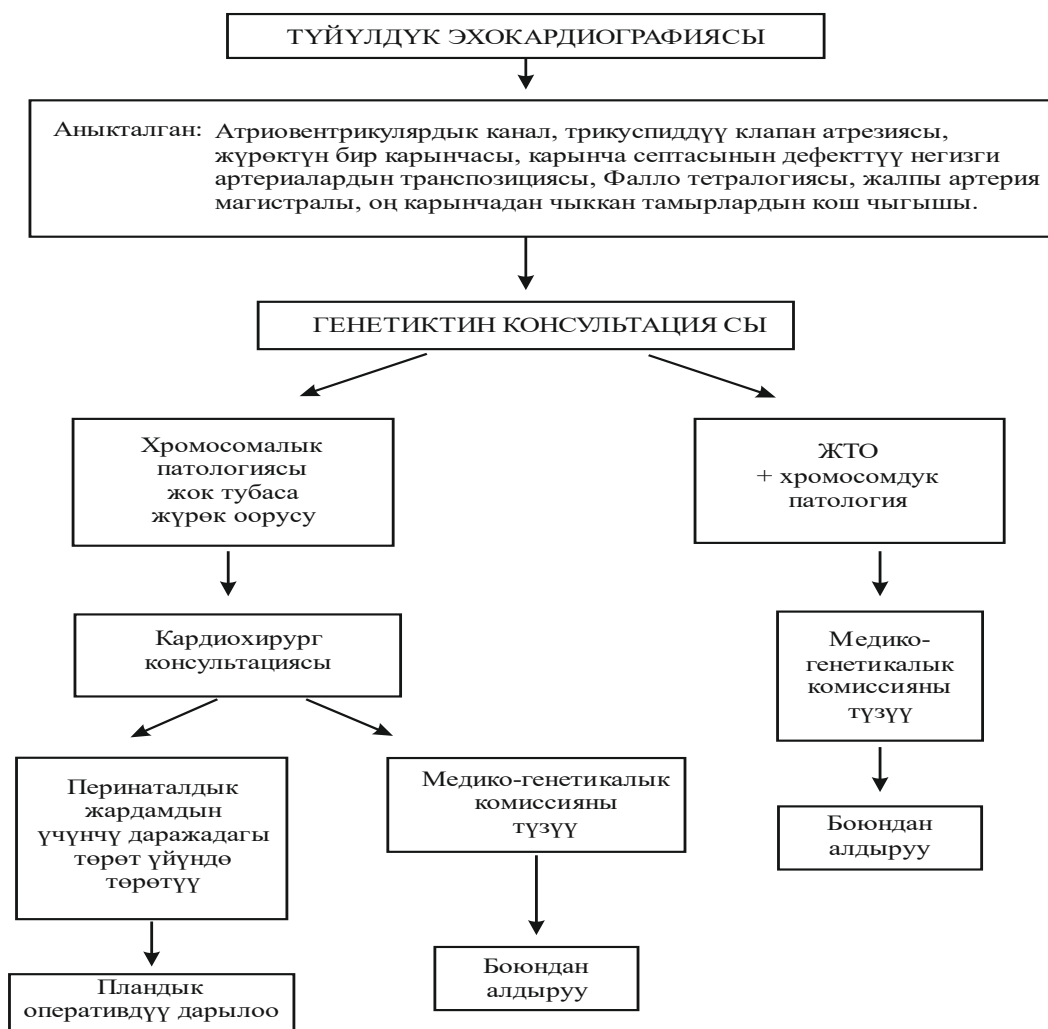 ТҮЙҮЛДҮК ЭХОКАРДИОГРАФИЯСЫ
Аныкталган: Атриовентрикулярдык канал, трикуспиддүү клапан атрезиясы,
жүрөктүн бир карынчасы, карынча септасынын дефекттүү негизги
артериалардын транспозициясы, Фалло тетралогиясы, жалпы артерия
магистралы, оң карынчадан чыккан тамырлардын кош чыгышы.
ГЕНЕТИКТИН КОНСУЛЬТАЦИЯ СЫ
Хромосомалык
патологиясы
жок тубаса
жүрөк оорусу
ЖТО
+ хромосомдук
патология
Кардиохирург
консультациясы
Медико-
генетикалык
комиссияны
түзүү
Перинаталдык
жардамдын
үчүнчү даражадагы
төрөт үйүндө
төрөтүү
Медико-генетикалык
комиссияны
түзүү
Боюндан
алдыруу
Пландык
оперативдүү дарылоо
Боюндан
алдыруу